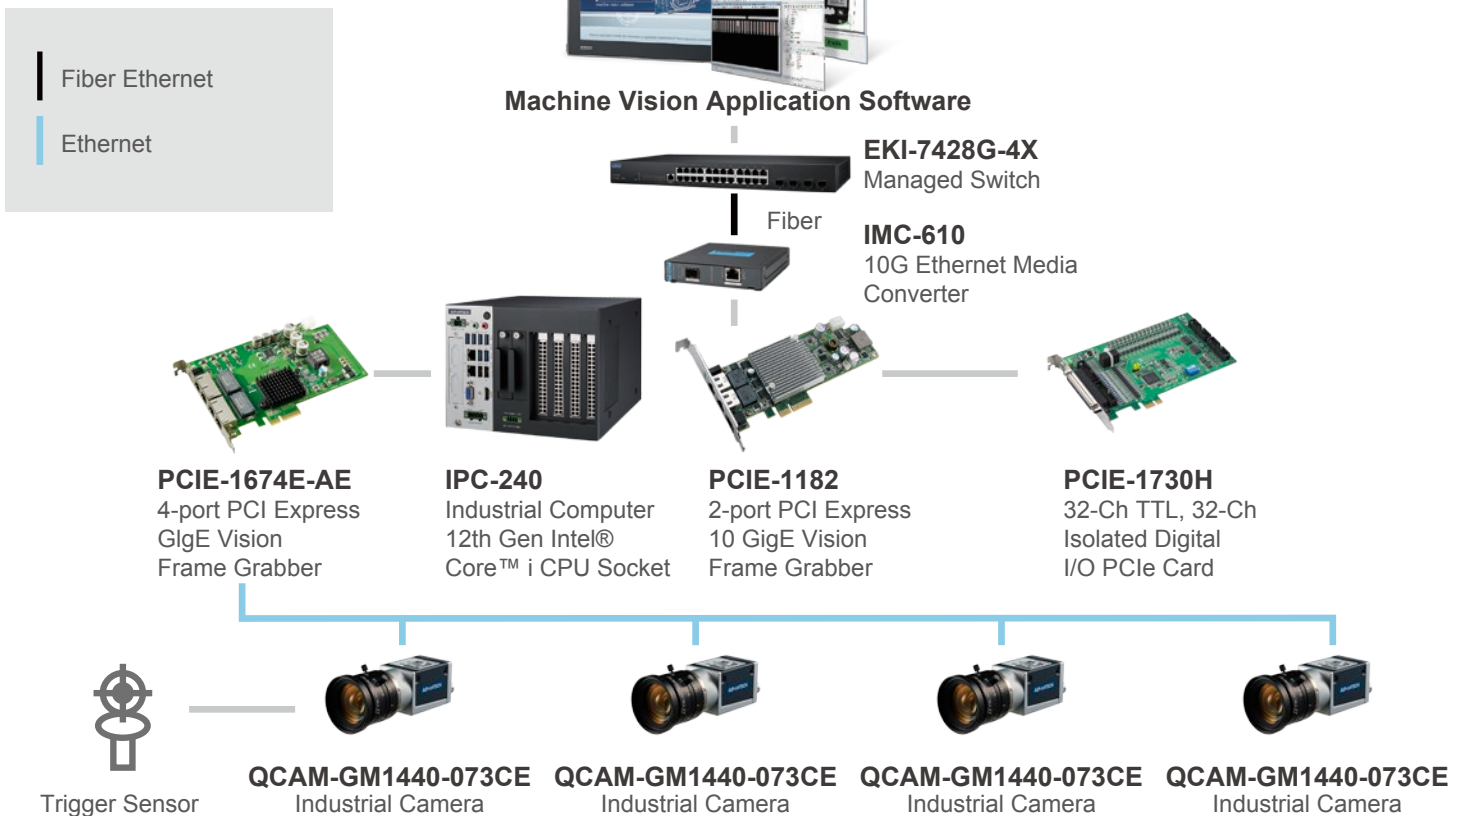 Fiber Ethernet
Ethernet
Machine Vision Application Software
EKI-7428G-4X
Managed Switch
Fiber
IMC-610
10G Ethernet Media
Converter
PCIE-1674E-AE
4-port PCI Express
GIgE Vision
Frame Grabber
IPC-240
Industrial Computer
12th Gen Intel®
Core™ i CPU Socket
PCIE-1182
2-port PCI Express
10 GigE Vision
Frame Grabber
PCIE-1730H
32-Ch TTL, 32-Ch
Isolated Digital
I/O PCIe Card
Trigger Sensor
QCAM-GM1440-073CE
Industrial Camera
QCAM-GM1440-073CE
Industrial Camera
QCAM-GM1440-073CE
Industrial Camera
QCAM-GM1440-073CE
Industrial Camera